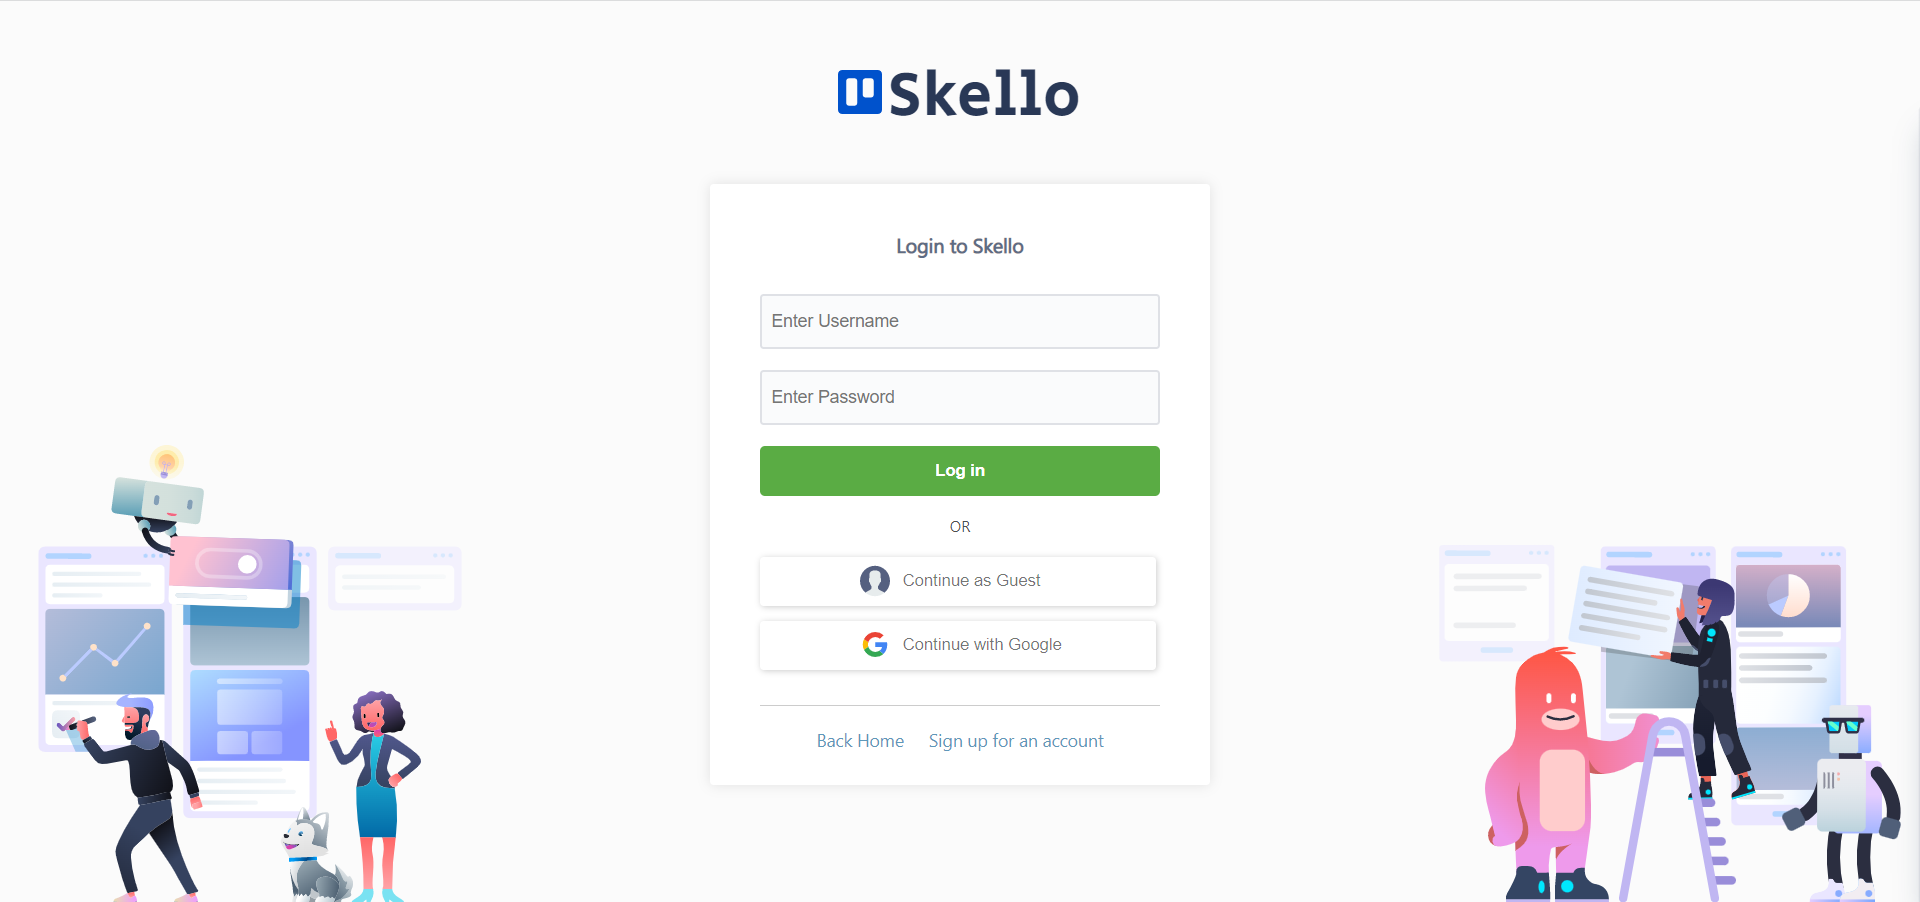 Skello
Login to Skello
Enter Username
Enter Password
Log in
OR
Continue as Guest
Continue with Google
Back Home Sign up for an account